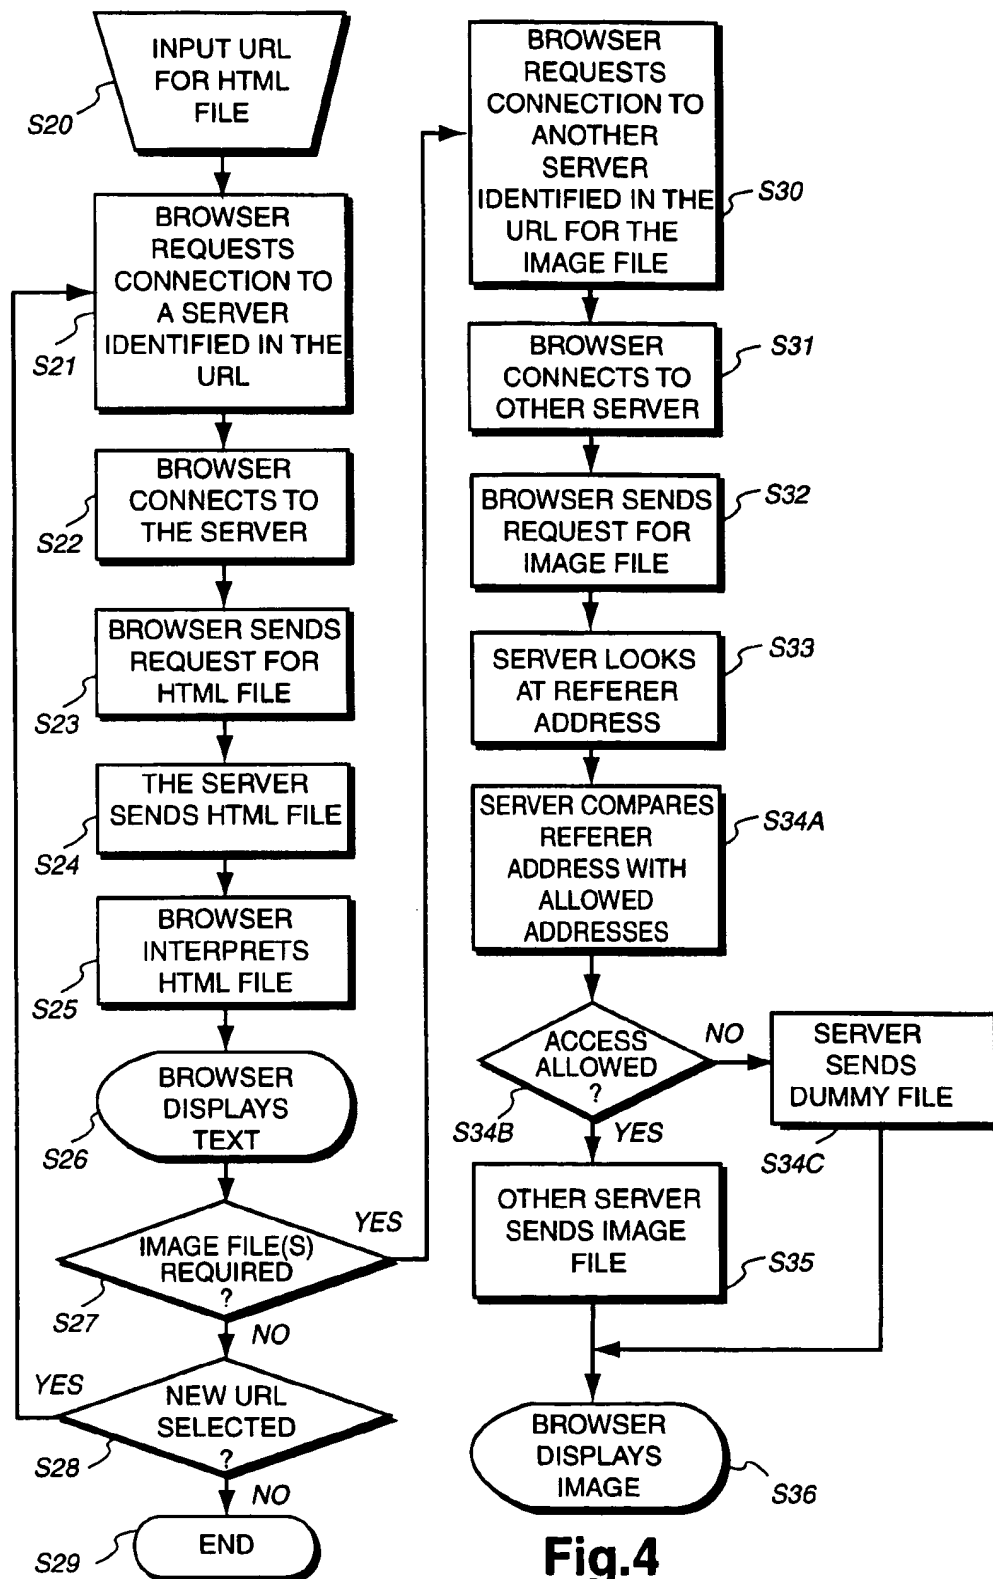 INPUT URL
FOR HTML
FILE
S20
BROWSER
REQUESTS
CONNECTION TO
A SERVER
IDENTIFIED IN THE
URL
S21
BROWSER
CONNECTS TO
THE SERVER
S22
BROWSER SENDS
REQUEST FOR
HTML FILE
S23
THE SERVER
SENDS HTML FILE
S24
BROWSER
INTERPRETS
HTML FILE
S25
BROWSER
DISPLAYS
TEXT
S26
IMAGE FILE(S)
REQUIRED
?
S27
YES
NO
NEW URL
SELECTED
?
S28
YES
NO
END
S29
BROWSER
REQUESTS
CONNECTION TO
ANOTHER
SERVER
IDENTIFIED IN THE
URL FOR THE
IMAGE FILE
S30
BROWSER
CONNECTS TO
OTHER SERVER
S31
BROWSER SENDS
REQUEST FOR
IMAGE FILE
S32
SERVER LOOKS
AT REFERER
ADDRESS
S33
SERVER COMPARES
REFERER
ADDRESS WITH
ALLOWED
ADDRESSES
S34A
ACCESS
ALLOWED
?
S34B
NO
YES
SERVER
SENDS
DUMMY FILE
S34C
OTHER SERVER
SENDS IMAGE
FILE
S35
BROWSER
DISPLAYS
IMAGE
S36
Fig.4